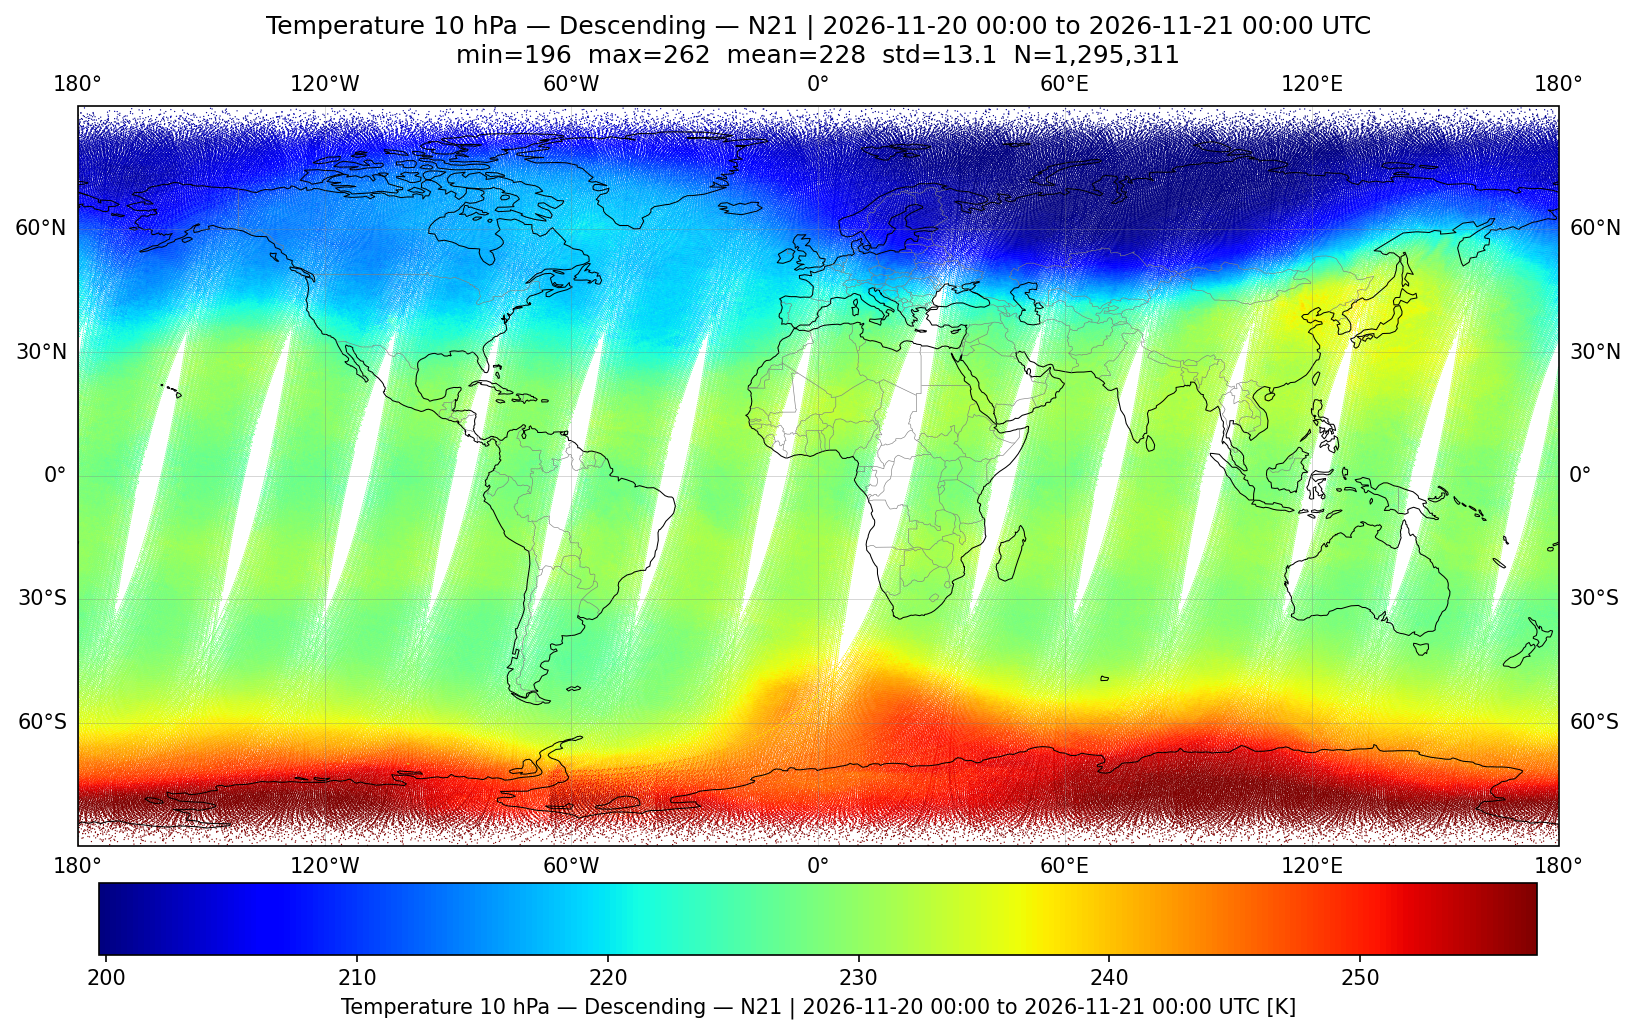 Temperature 10 hPa — Descending — N21 | 2026-11-20 00:00 to 2026-11-21 00:00 UTC
min=196  max=262  mean=228  std=13.1  N=1,295,311
180° 120°W 60°W 0° 60°E 120°E 180°
60°N 60°N
30°N 30°N
0° 0°
30°S 30°S
60°S 60°S
180° 120°W 60°W 0° 60°E 120°E 180°
200 210 220 230 240 250
Temperature 10 hPa — Descending — N21 | 2026-11-20 00:00 to 2026-11-21 00:00 UTC [K]